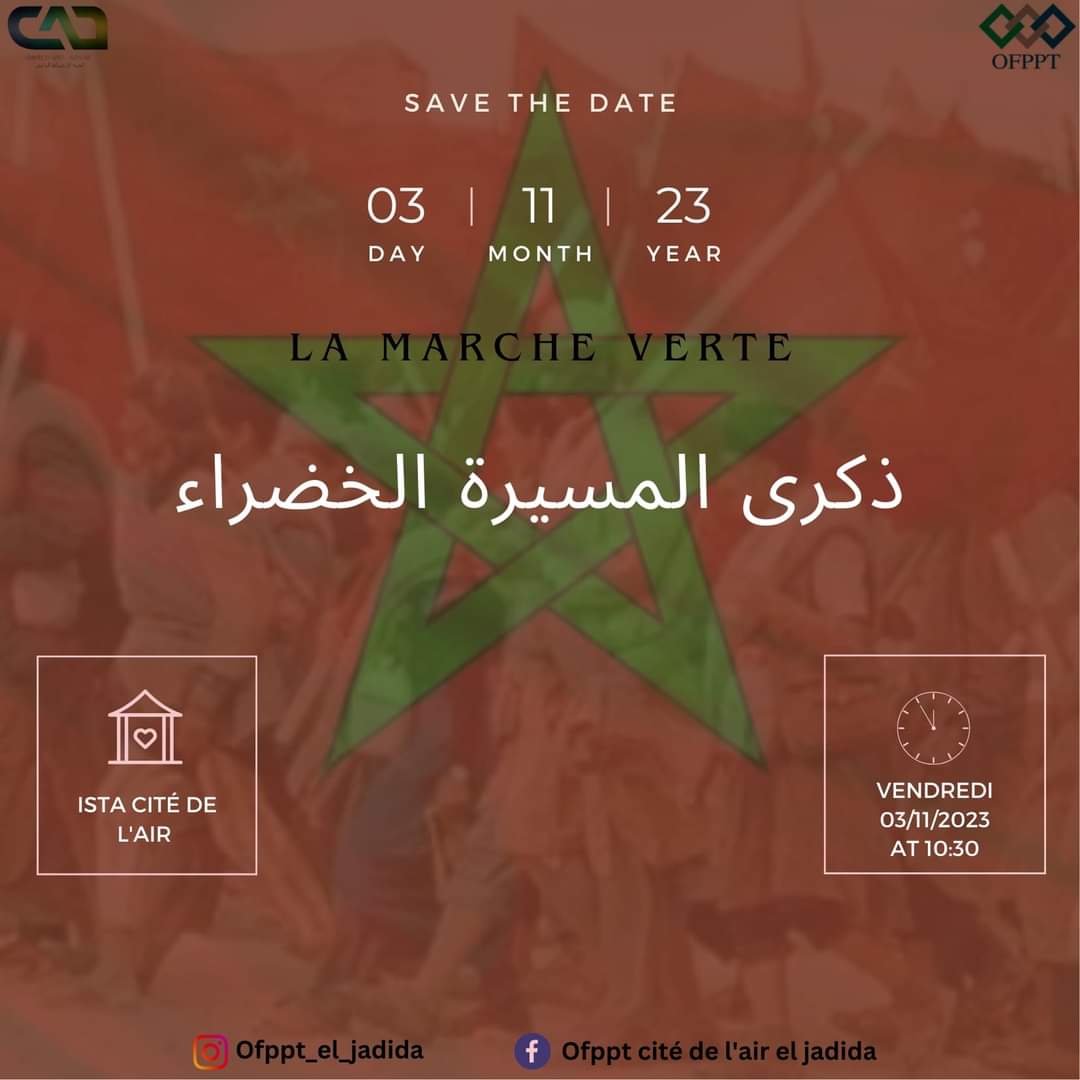 OFPPT
SAVE THE DATE
03 | 11 | 23
DAY MONTH YEAR
LA MARCHE VERTE
ذكرى المسيرة الخضراء
ISTA CITÉ DE
L'AIR
VENDREDI
03/11/2023
AT 10:30
Ofppt_el_jadida
Ofppt cité de l'air el jadida